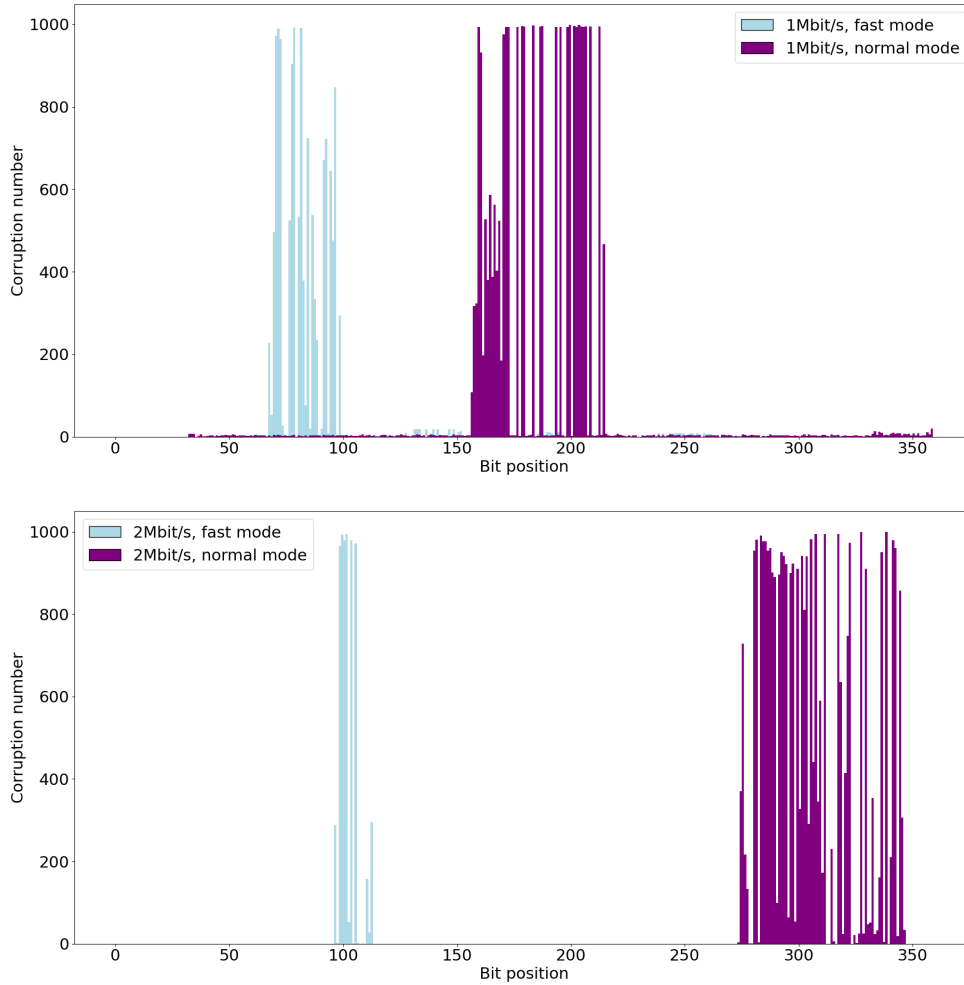 1000
800
600
400
200
0
Corruption number
1Mbit/s, fast mode
1Mbit/s, normal mode
0 50 100 150 200 250 300 350
Bit position
1000
800
600
400
200
0
Corruption number
2Mbit/s, fast mode
2Mbit/s, normal mode
0 50 100 150 200 250 300 350
Bit position